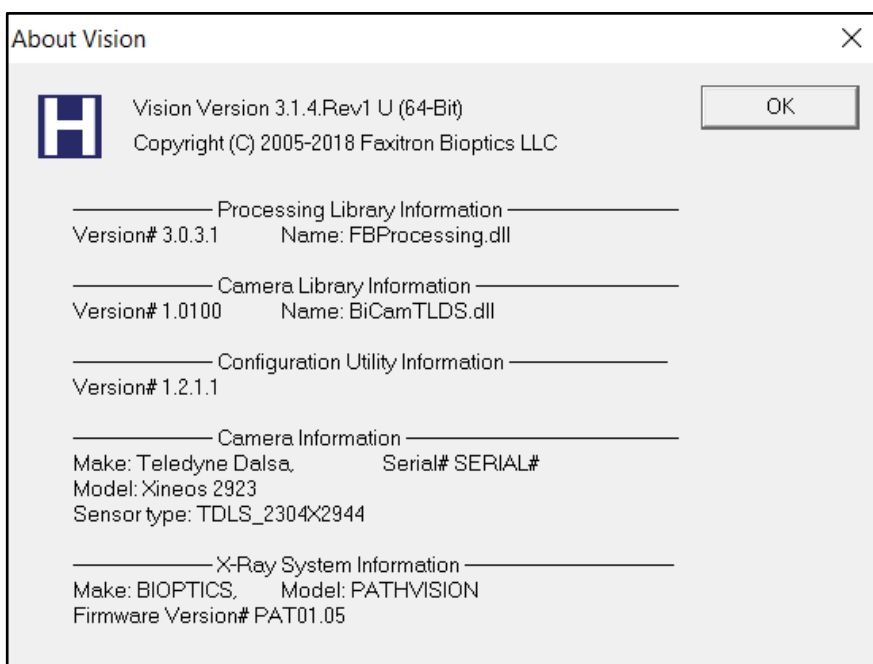 About Vision
H
Vision Version 3.1.4.Rev1 U (64-Bit)
OK
Copyright (C) 2005-2018 Faxitron Bioptics LLC
Processing Library Information
Version# 3.0.3.1 Name: FBProcessing.dll
Camera Library Information
Version# 1.0100 Name: BiCamTLDS.dll
Configuration Utility Information
Version# 1.2.1.1
Camera Information
Make: Teledyne Dalsa, Serial# SERIAL#
Model: Xineos 2923
Sensor type: TDLS_2304X2944
X-Ray System Information
Make: BIOPTICS, Model: PATHVISION
Firmware Version# PAT01.05